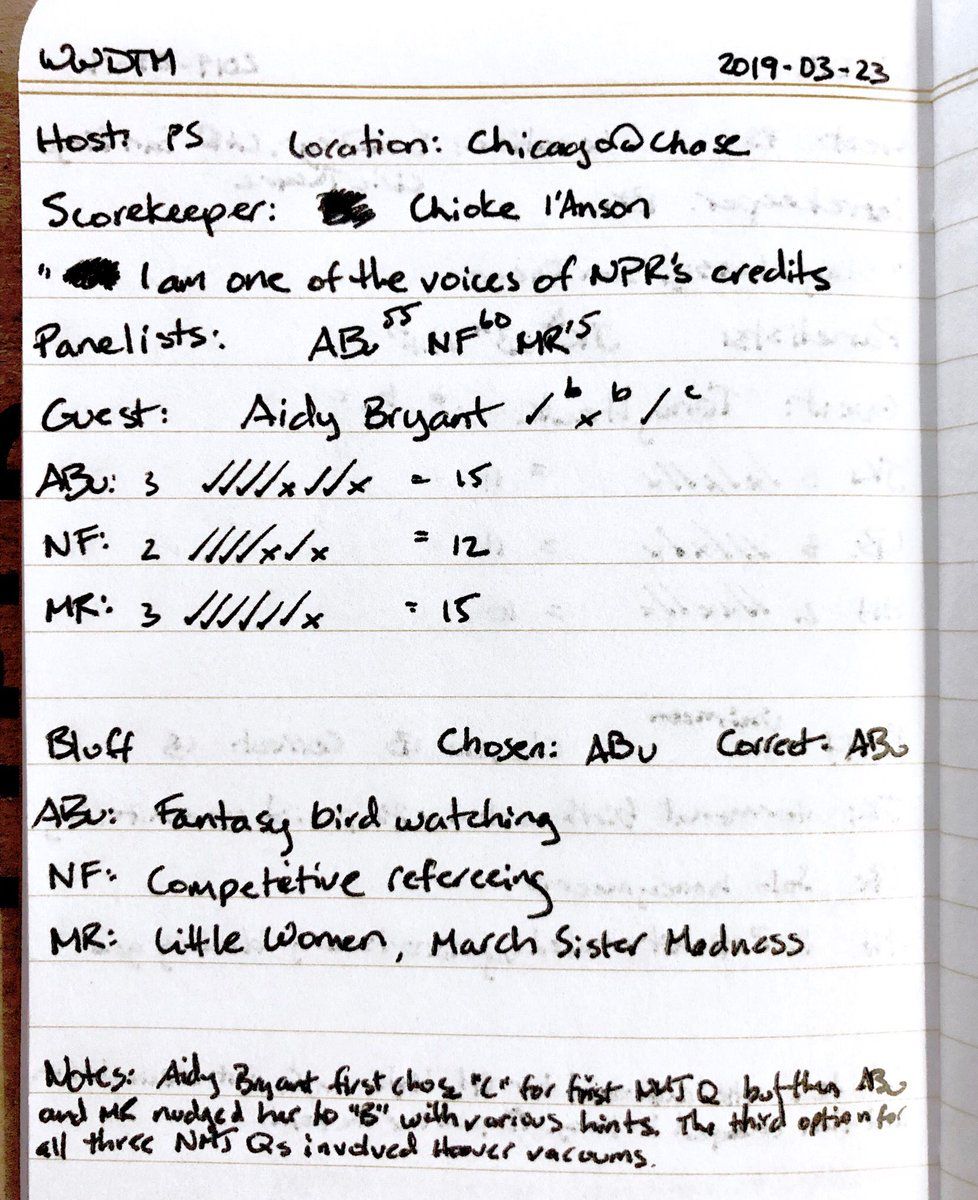 WWDTM 2019-03-23
Host: PS Location: Chicago @ Chase
Scorekeeper: Chioke I'Anson
" I am one of the voices of NPR's credits
Panelists: ABu 55 NF 60 MR '5
Guest: Aidy Bryant ✓ b x b ✓ c
ABu: 3 ✓✓✓✓x✓✓x = 15
NF: 2 ✓✓✓✓x✓x = 12
MR: 3 ✓✓✓✓✓✓x = 15
Bluff Chosen: ABu Correct: ABu
ABu: Fantasy bird watching
NF: Competetive refereeing
MR: Little Women, March Sister Madness
Notes: Aidy Bryant first chose "C" for first NMJ Q but then ABu
and MR nudged her to "B" with various hints. The third option for
all three NMJ Qs involved Hoover vacuums.